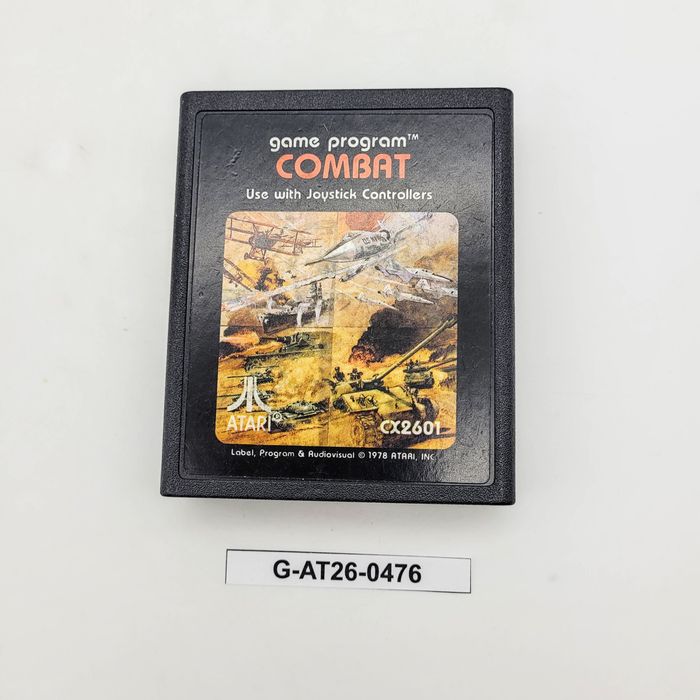 game program™
COMBAT
Use with Joystick Controllers
ATARI®
CX2601
Label, Program & Audiovisual © 1978 ATARI, INC.
G-AT26-0476